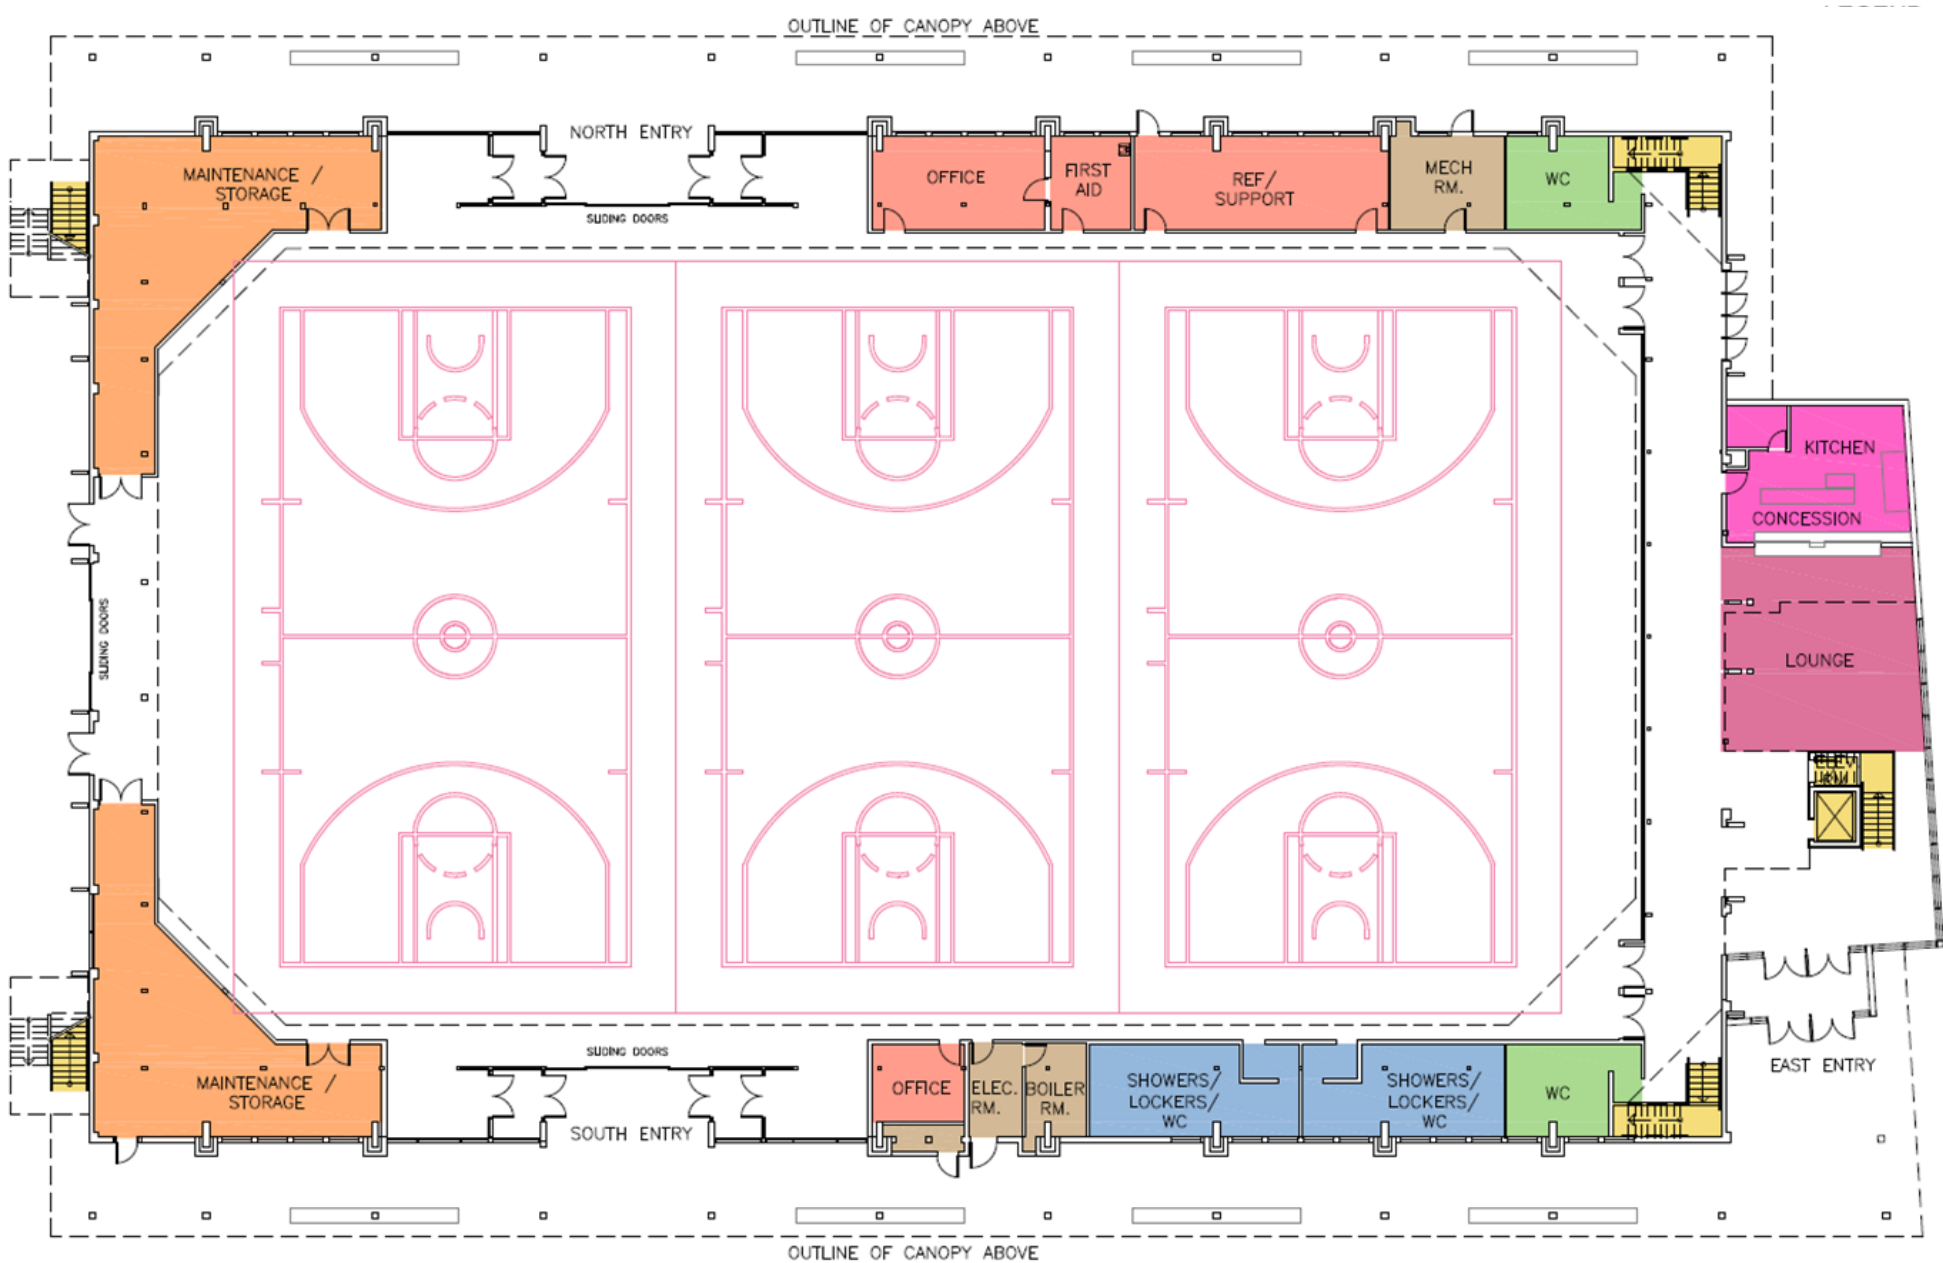 OUTLINE OF CANOPY ABOVE
NORTH ENTRY
SLIDING DOORS
MAINTENANCE /
STORAGE
OFFICE
FIRST
AID
REF/
SUPPORT
MECH
RM.
WC
KITCHEN
CONCESSION
LOUNGE
SLIDING DOORS
SLIDING DOORS
MAINTENANCE /
STORAGE
SOUTH ENTRY
OFFICE
ELEC.
RM.
BOILER
RM.
SHOWERS/
LOCKERS/
WC
SHOWERS/
LOCKERS/
WC
WC
EAST ENTRY
OUTLINE OF CANOPY ABOVE